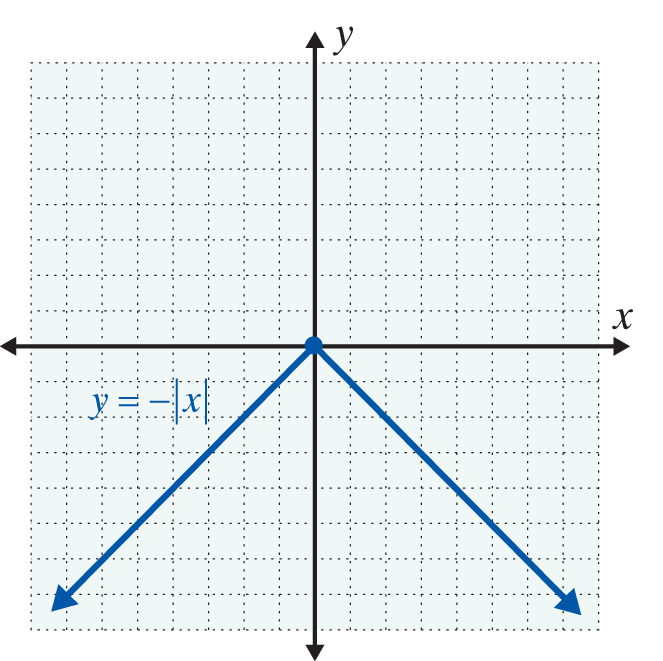 y
x
y = −|x|